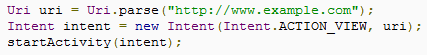 Uri uri = Uri.parse("http://www.example.com");
Intent intent = new Intent(Intent.ACTION_VIEW, uri);
startActivity(intent);